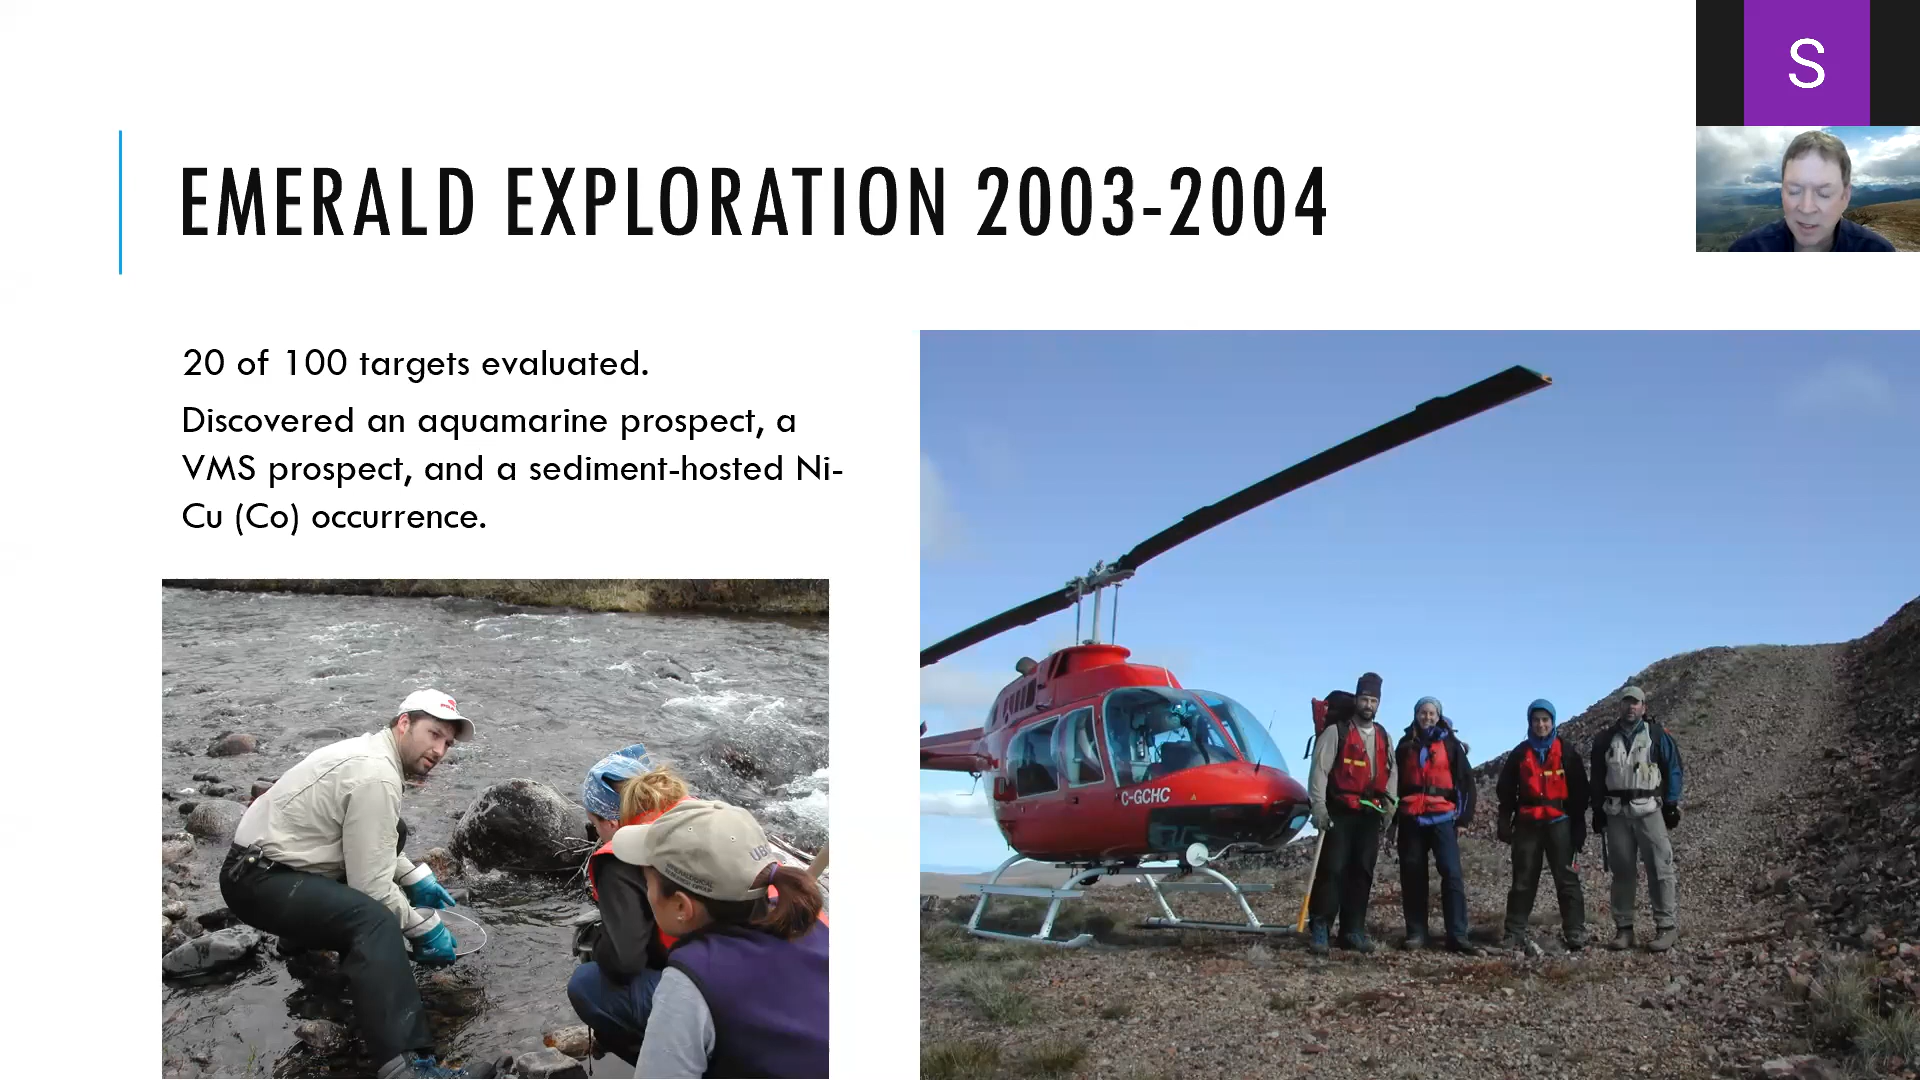 S
EMERALD EXPLORATION 2003-2004
20 of 100 targets evaluated.
Discovered an aquamarine prospect, a
VMS prospect, and a sediment-hosted Ni-
Cu (Co) occurrence.
C-GCHC
UBC